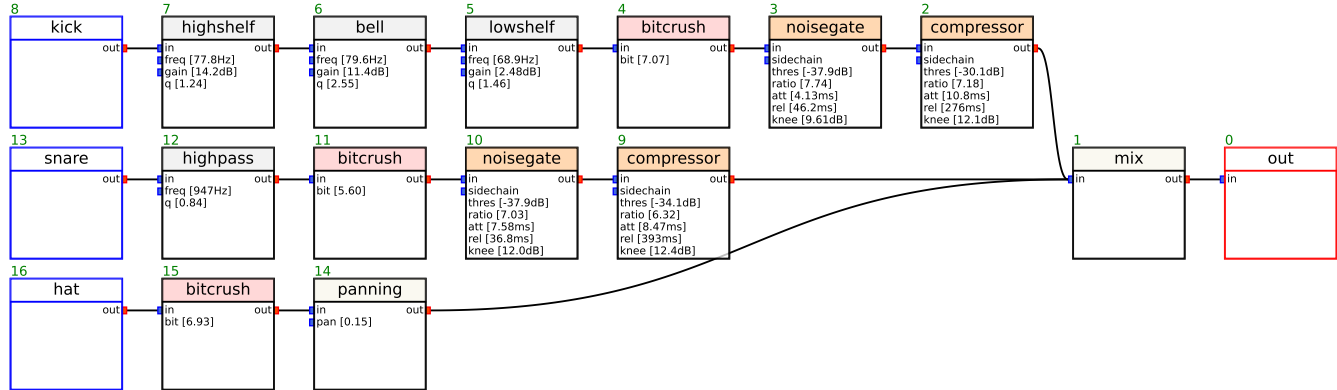 8
kick
out
7
highshelf
in out
freq [77.8Hz]
gain [14.2dB]
q [1.24]
6
bell
in out
freq [79.6Hz]
gain [11.4dB]
q [2.55]
5
lowshelf
in out
freq [68.9Hz]
gain [2.48dB]
q [1.46]
4
bitcrush
in out
bit [7.07]
3
noisegate
in out
sidechain
thres [-37.9dB]
ratio [7.74]
att [4.13ms]
rel [46.2ms]
knee [9.61dB]
2
compressor
in out
sidechain
thres [-30.1dB]
ratio [7.18]
att [10.8ms]
rel [276ms]
knee [12.1dB]
13
snare
out
12
highpass
in out
freq [947Hz]
q [0.84]
11
bitcrush
in out
bit [5.60]
10
noisegate
in out
sidechain
thres [-37.9dB]
ratio [7.03]
att [7.58ms]
rel [36.8ms]
knee [12.0dB]
9
compressor
in out
sidechain
thres [-34.1dB]
ratio [6.32]
att [8.47ms]
rel [393ms]
knee [12.4dB]
1
mix
in out
0
out
in
16
hat
out
15
bitcrush
in out
bit [6.93]
14
panning
in out
pan [0.15]